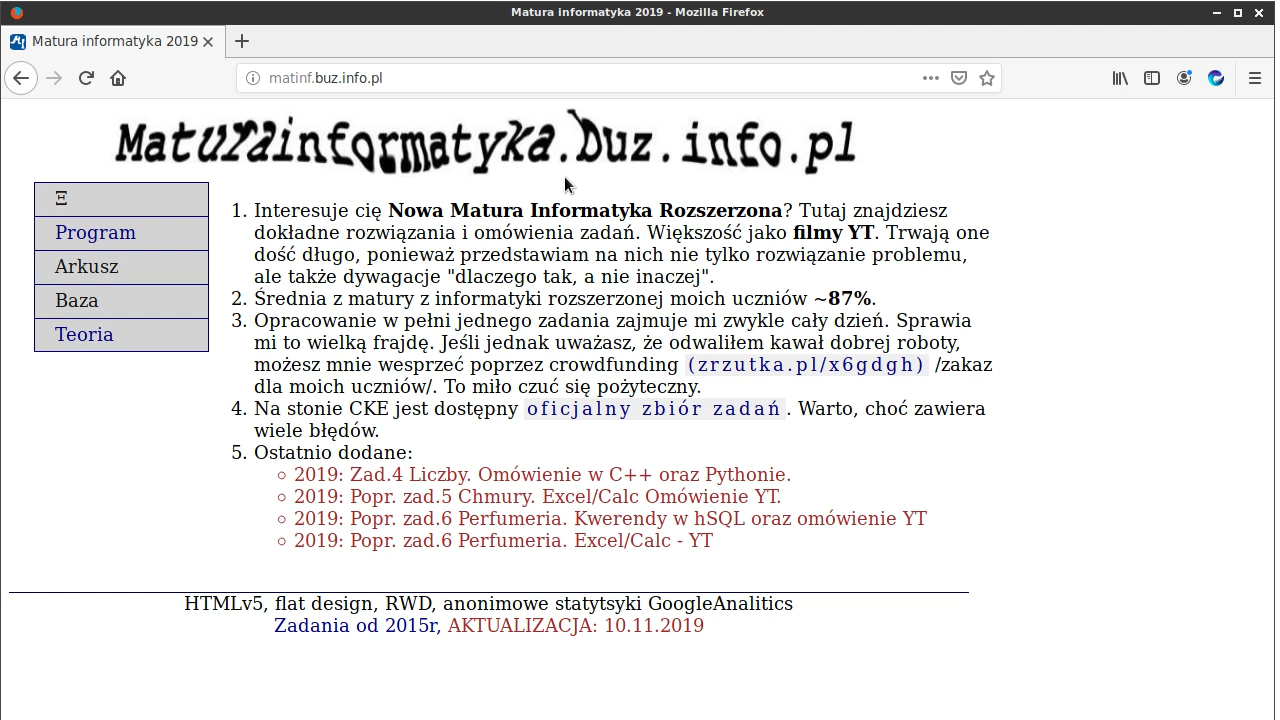 Matura informatyka 2019 - Mozilla Firefox
Matura informatyka 2019
matinf.buz.info.pl
Maturainformatyka.buz.info.pl
Ξ
Program
Arkusz
Baza
Teoria
1. Interesuje cię Nowa Matura Informatyka Rozszerzona? Tutaj znajdziesz
dokładne rozwiązania i omówienia zadań. Większość jako filmy YT. Trwają one
dość długo, ponieważ przedstawiam na nich nie tylko rozwiązanie problemu,
ale także dywagacje "dlaczego tak, a nie inaczej".
2. Średnia z matury z informatyki rozszerzonej moich uczniów ~87%.
3. Opracowanie w pełni jednego zadania zajmuje mi zwykle cały dzień. Sprawia
mi to wielką frajdę. Jeśli jednak uważasz, że odwaliłem kawał dobrej roboty,
możesz mnie wesprzeć poprzez crowdfunding (zrzutka.pl/x6gdgh) /zakaz
dla moich uczniów/. To miło czuć się pożyteczny.
4. Na stonie CKE jest dostępny oficjalny zbiór zadań. Warto, choć zawiera
wiele błędów.
5. Ostatnio dodane:
2019: Zad.4 Liczby. Omówienie w C++ oraz Pythonie.
2019: Popr. zad.5 Chmury. Excel/Calc Omówienie YT.
2019: Popr. zad.6 Perfumeria. Kwerendy w hSQL oraz omówienie YT
2019: Popr. zad.6 Perfumeria. Excel/Calc - YT
HTMLv5, flat design, RWD, anonimowe statytsyki GoogleAnalitics
Zadania od 2015r, AKTUALIZACJA: 10.11.2019